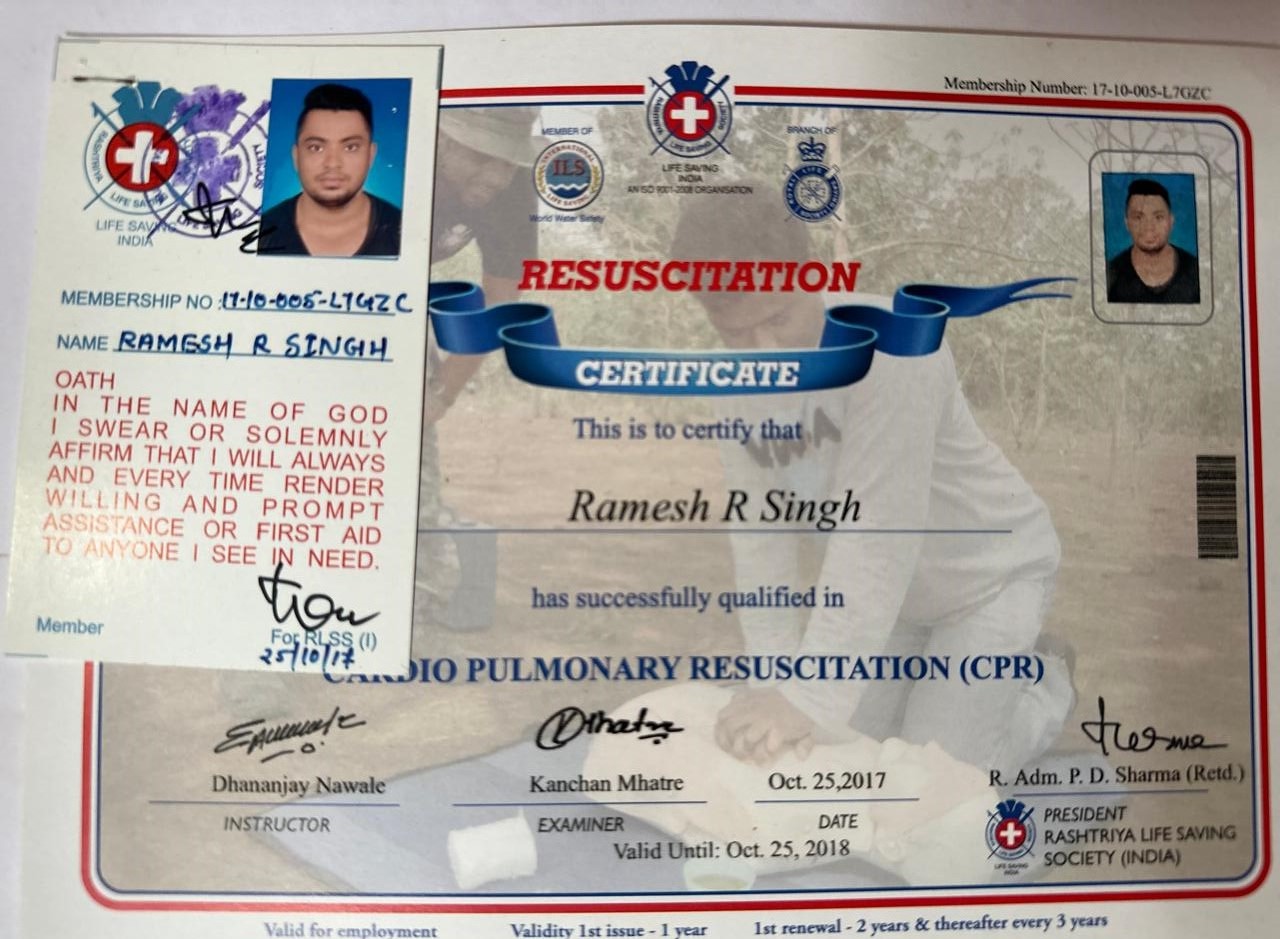 LIFE SAVING
INDIA
MEMBERSHIP NO : 17-10-005-L7GZC
NAME RAMESH R SINGH
OATH
IN THE NAME OF GOD
I SWEAR OR SOLEMNLY
AFFIRM THAT I WILL ALWAYS
AND EVERY TIME RENDER
WILLING AND PROMPT
ASSISTANCE OR FIRST AID
TO ANYONE I SEE IN NEED.
Member
For RLSS (I)
25/10/17
Membership Number: 17-10-005-L7GZC
MEMBER OF
INTERNATIONAL
ILS
LIFE SAVING
World Water Safety
RASHTRIYA LIFE SAVING SOCIETY
LIFE SAVING
INDIA
AN ISO 9001-2008 ORGANISATION
BRANCH OF
RESUSCITATION
CERTIFICATE
This is to certify that
Ramesh R Singh
has successfully qualified in
CARDIO PULMONARY RESUSCITATION (CPR)
Dhananjay Nawale
INSTRUCTOR
Kanchan Mhatre
EXAMINER
Oct. 25,2017
DATE
Valid Until: Oct. 25, 2018
R. Adm. P. D. Sharma (Retd.)
PRESIDENT
RASHTRIYA LIFE SAVING
SOCIETY (INDIA)
LIFE SAVING
INDIA
Valid for employment
Validity 1st issue - 1 year
1st renewal - 2 years & thereafter every 3 years